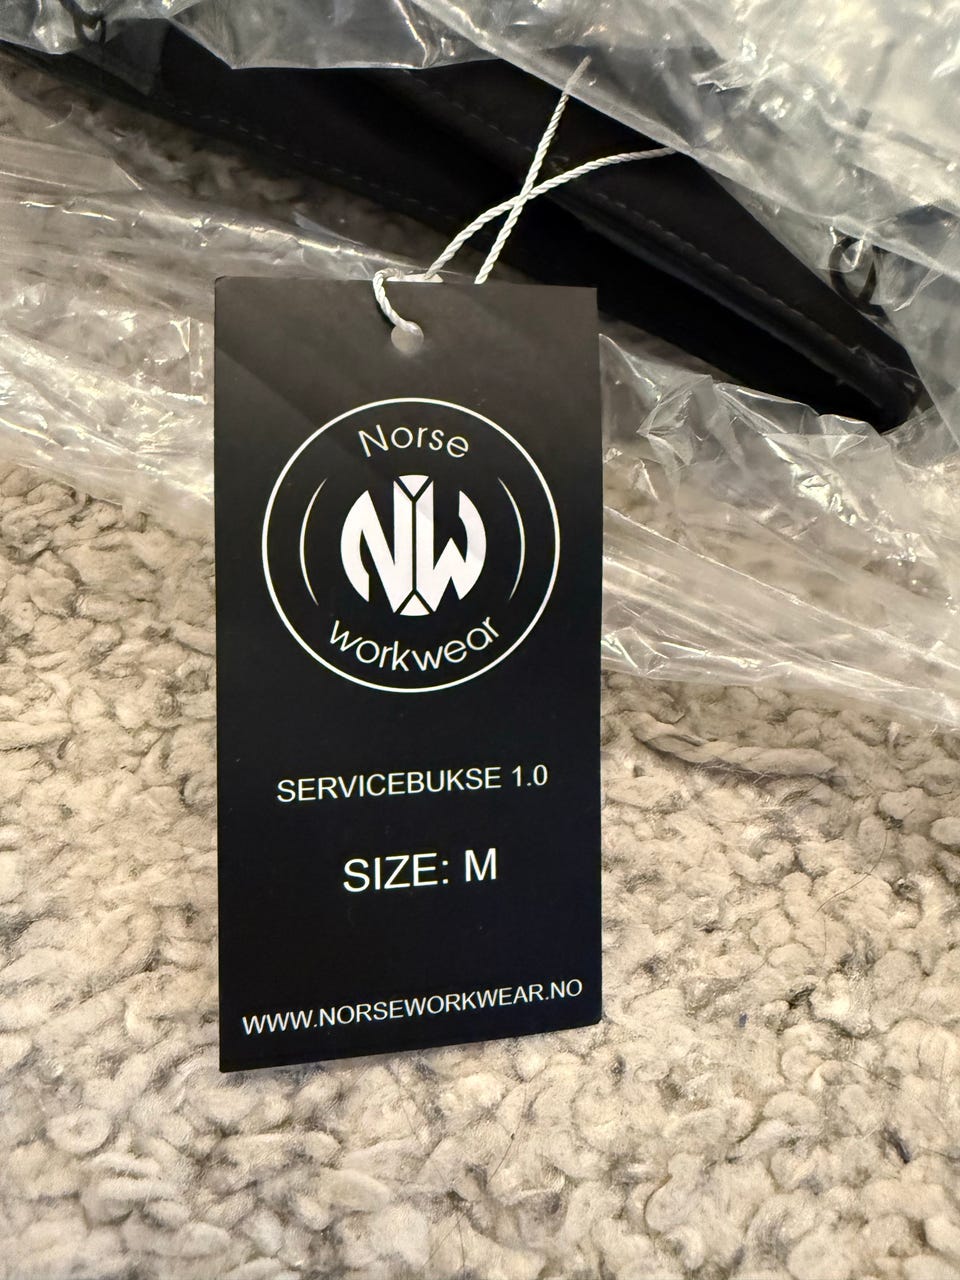 Norse
NW
workwear
SERVICEBUKSE 1.0
SIZE: M
WWW.NORSEWORKWEAR.NO